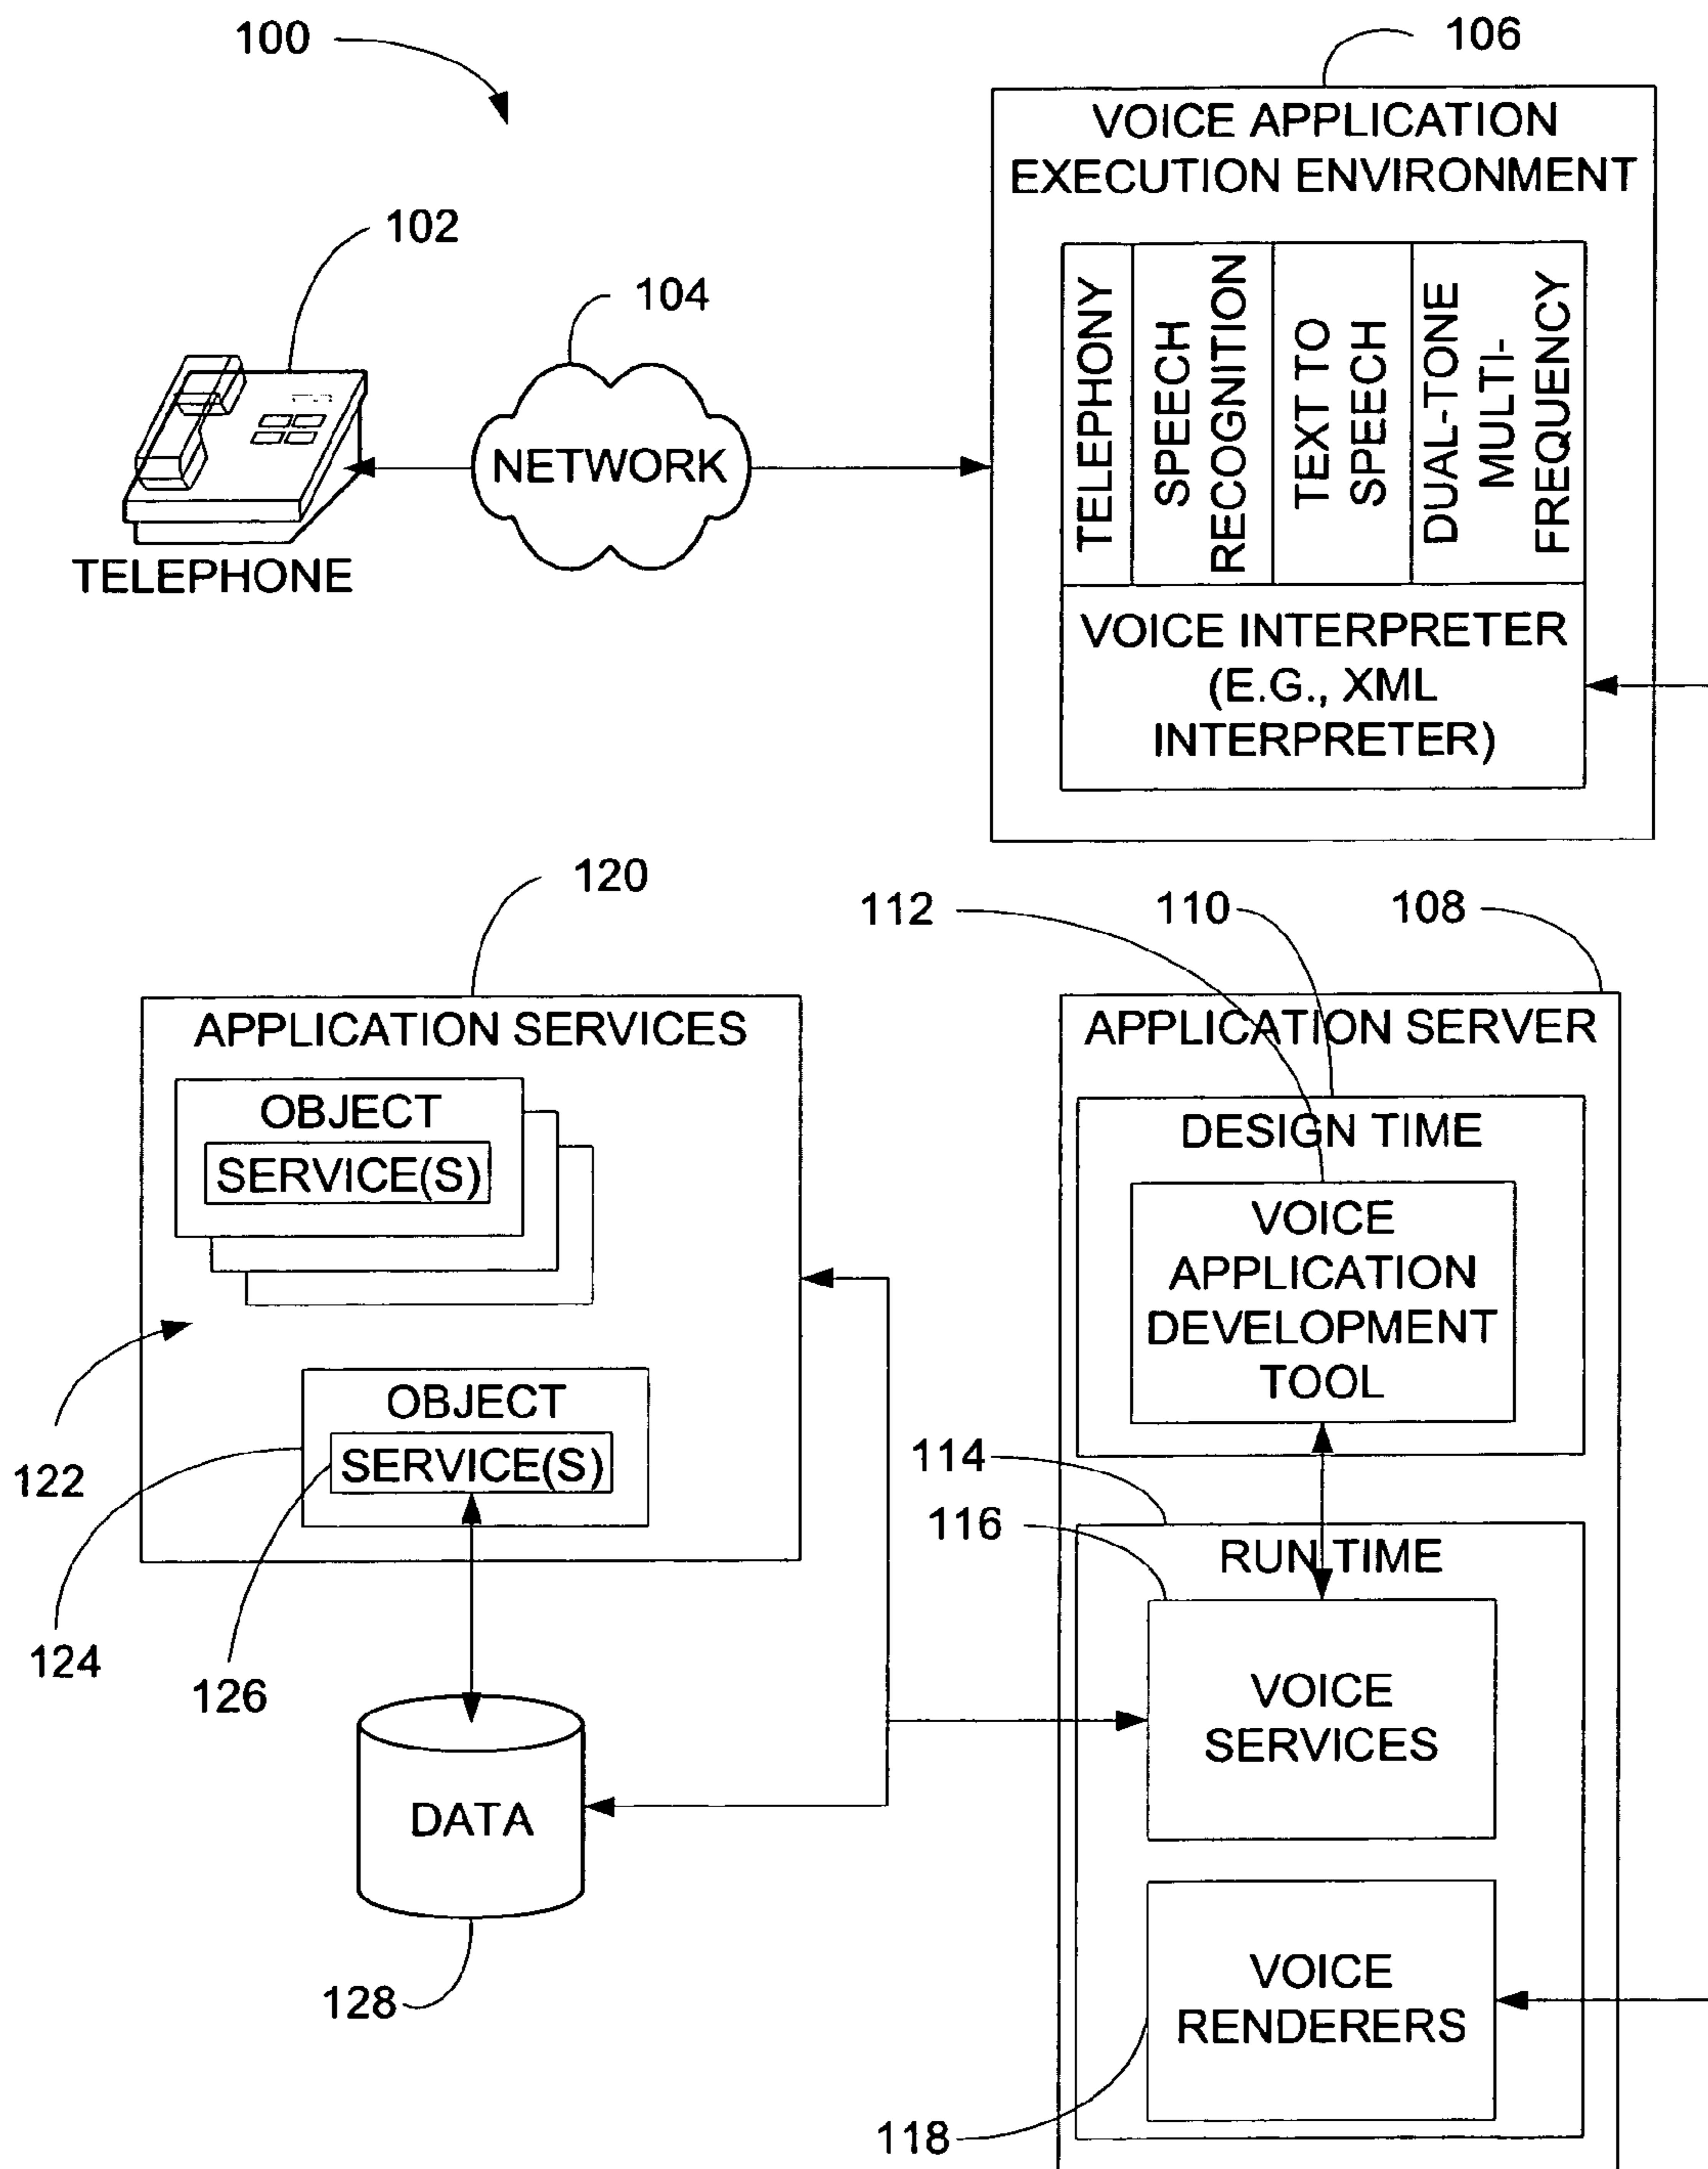 100
106
VOICE APPLICATION
EXECUTION ENVIRONMENT
TELEPHONY
SPEECH
RECOGNITION
TEXT TO
SPEECH
DUAL-TONE
MULTI-
FREQUENCY
VOICE INTERPRETER
(E.G., XML
INTERPRETER)
102
104
NETWORK
TELEPHONE
120
APPLICATION SERVICES
OBJECT
SERVICE(S)
122
OBJECT
SERVICE(S)
124
126
DATA
128
112
110
108
APPLICATION SERVER
DESIGN TIME
VOICE
APPLICATION
DEVELOPMENT
TOOL
114
116
RUN TIME
VOICE
SERVICES
VOICE
RENDERERS
118